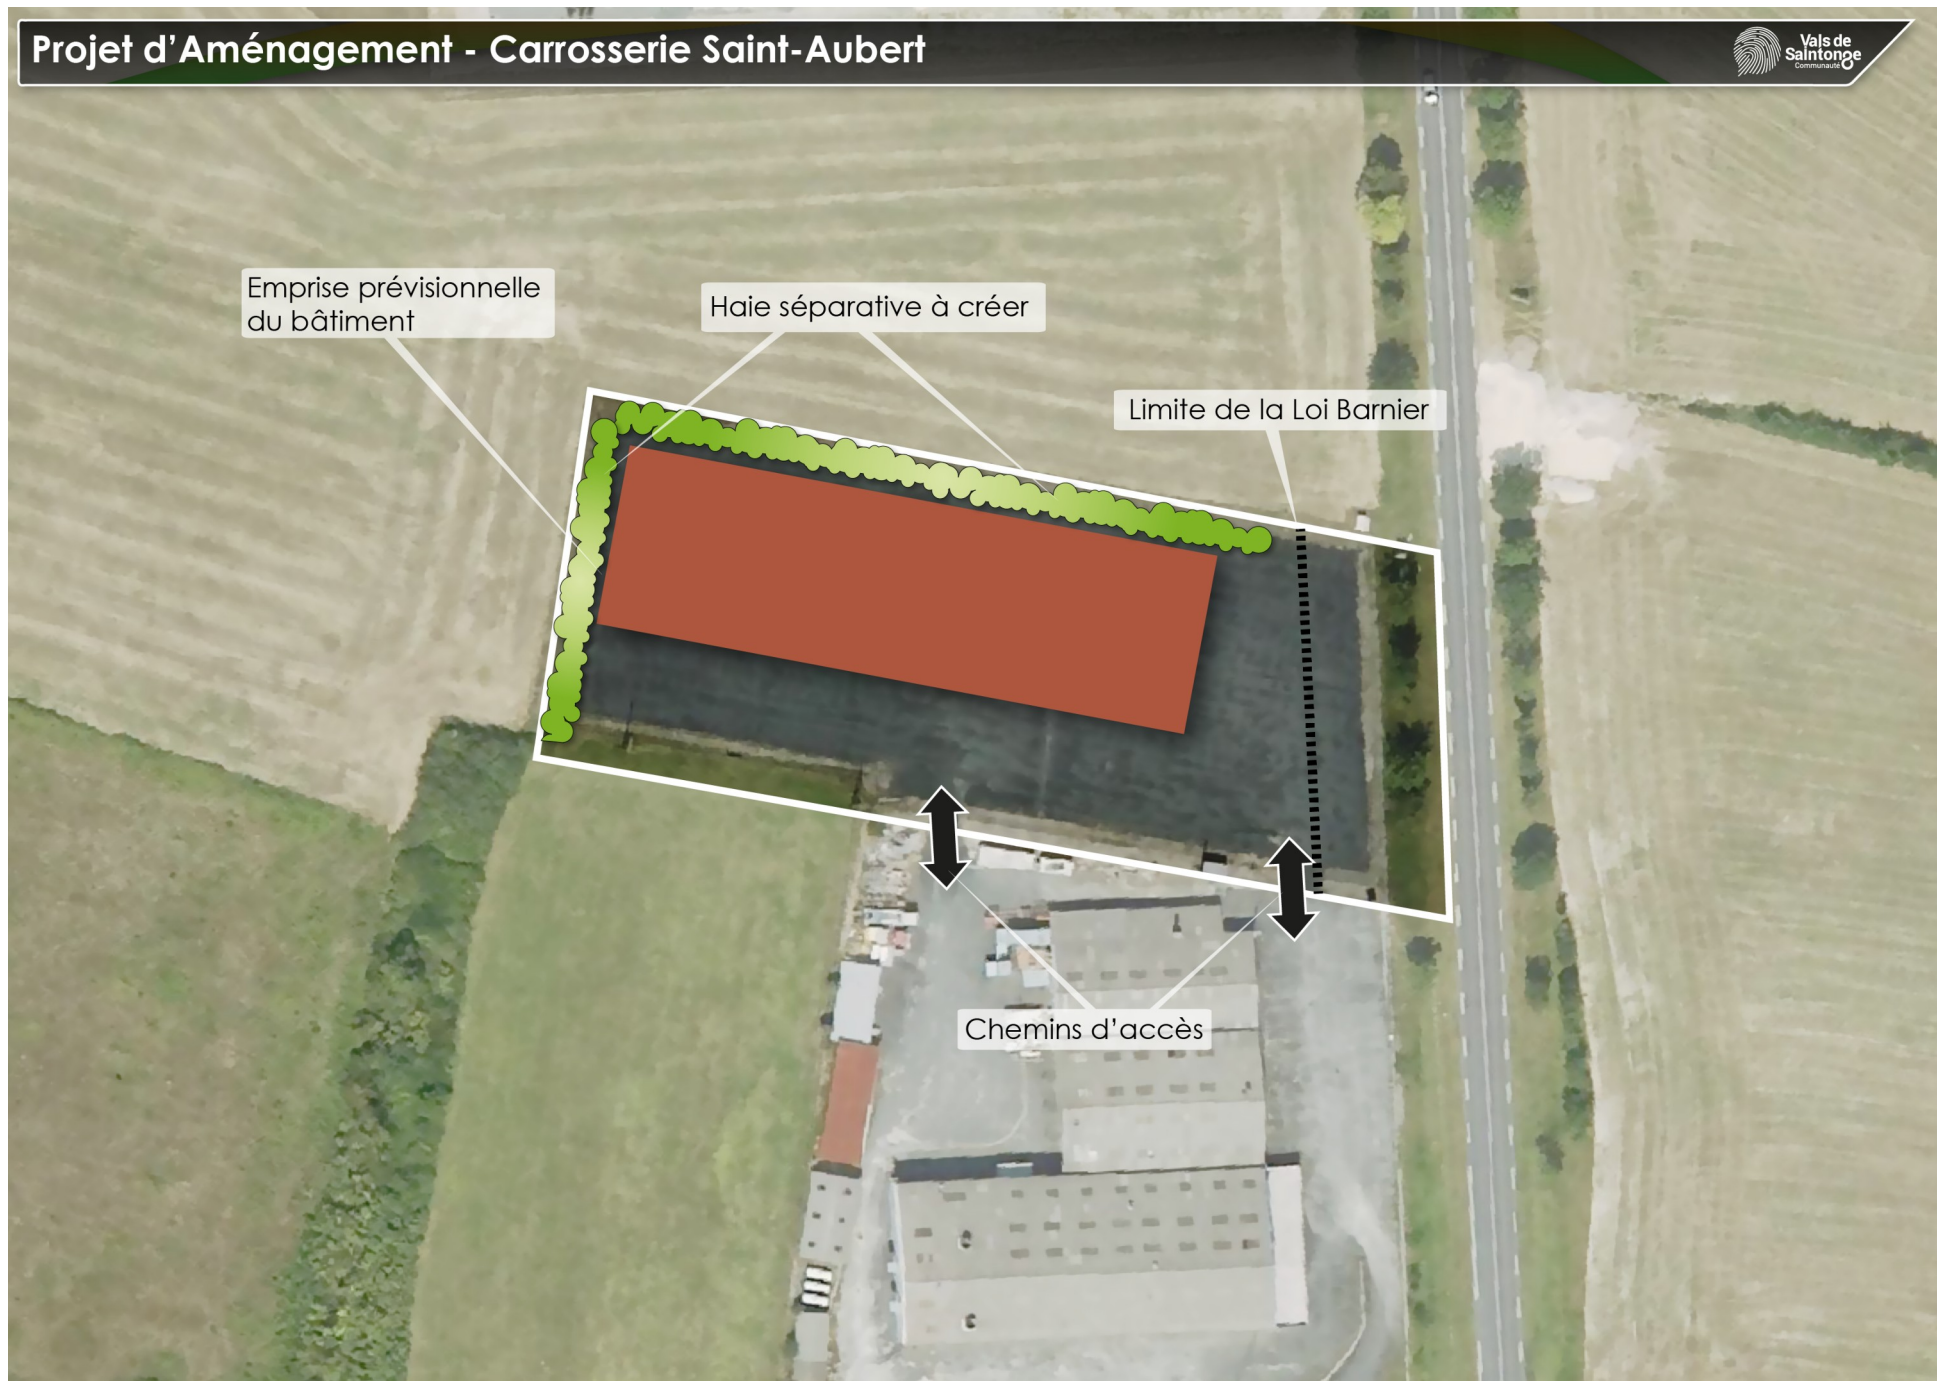 Projet d'Aménagement - Carrosserie Saint-Aubert
Vals de
Saintonge
Communauté
Emprise prévisionnelle
du bâtiment
Haie séparative à créer
Limite de la Loi Barnier
Chemins d'accès